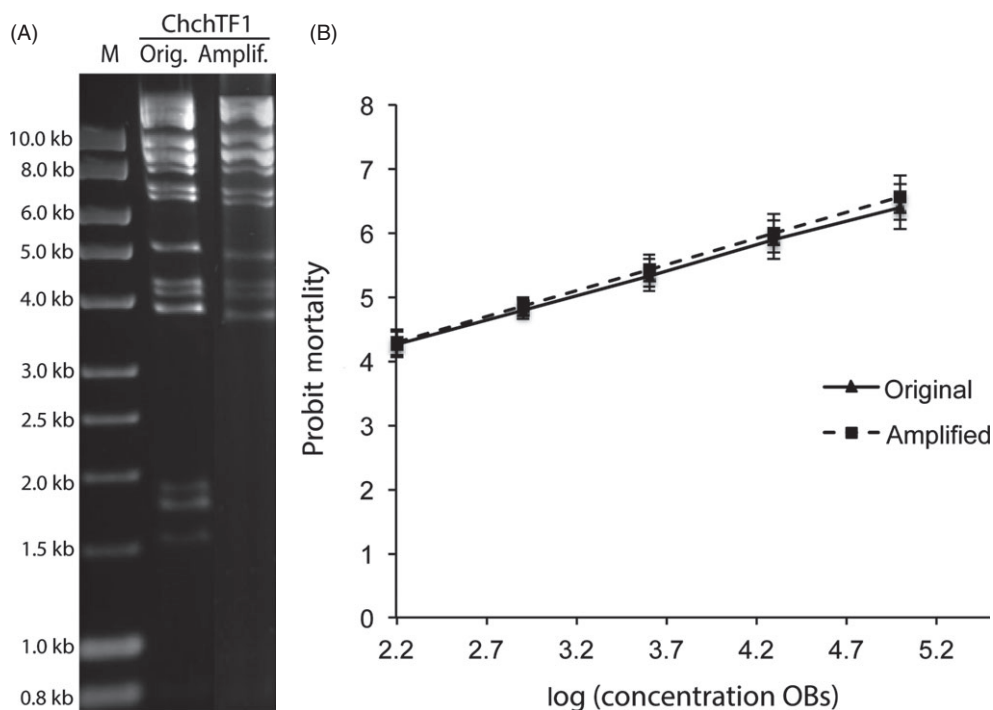 (A)
ChchTF1
M Orig. Amplif.
10.0 kb
8.0 kb
6.0 kb
5.0 kb
4.0 kb
3.0 kb
2.5 kb
2.0 kb
1.5 kb
1.0 kb
0.8 kb
(B)
Probit mortality
8
7
6
5
4
3
2
1
0
2.2 2.7 3.2 3.7 4.2 4.7 5.2
log (concentration OBs)
Original
Amplified